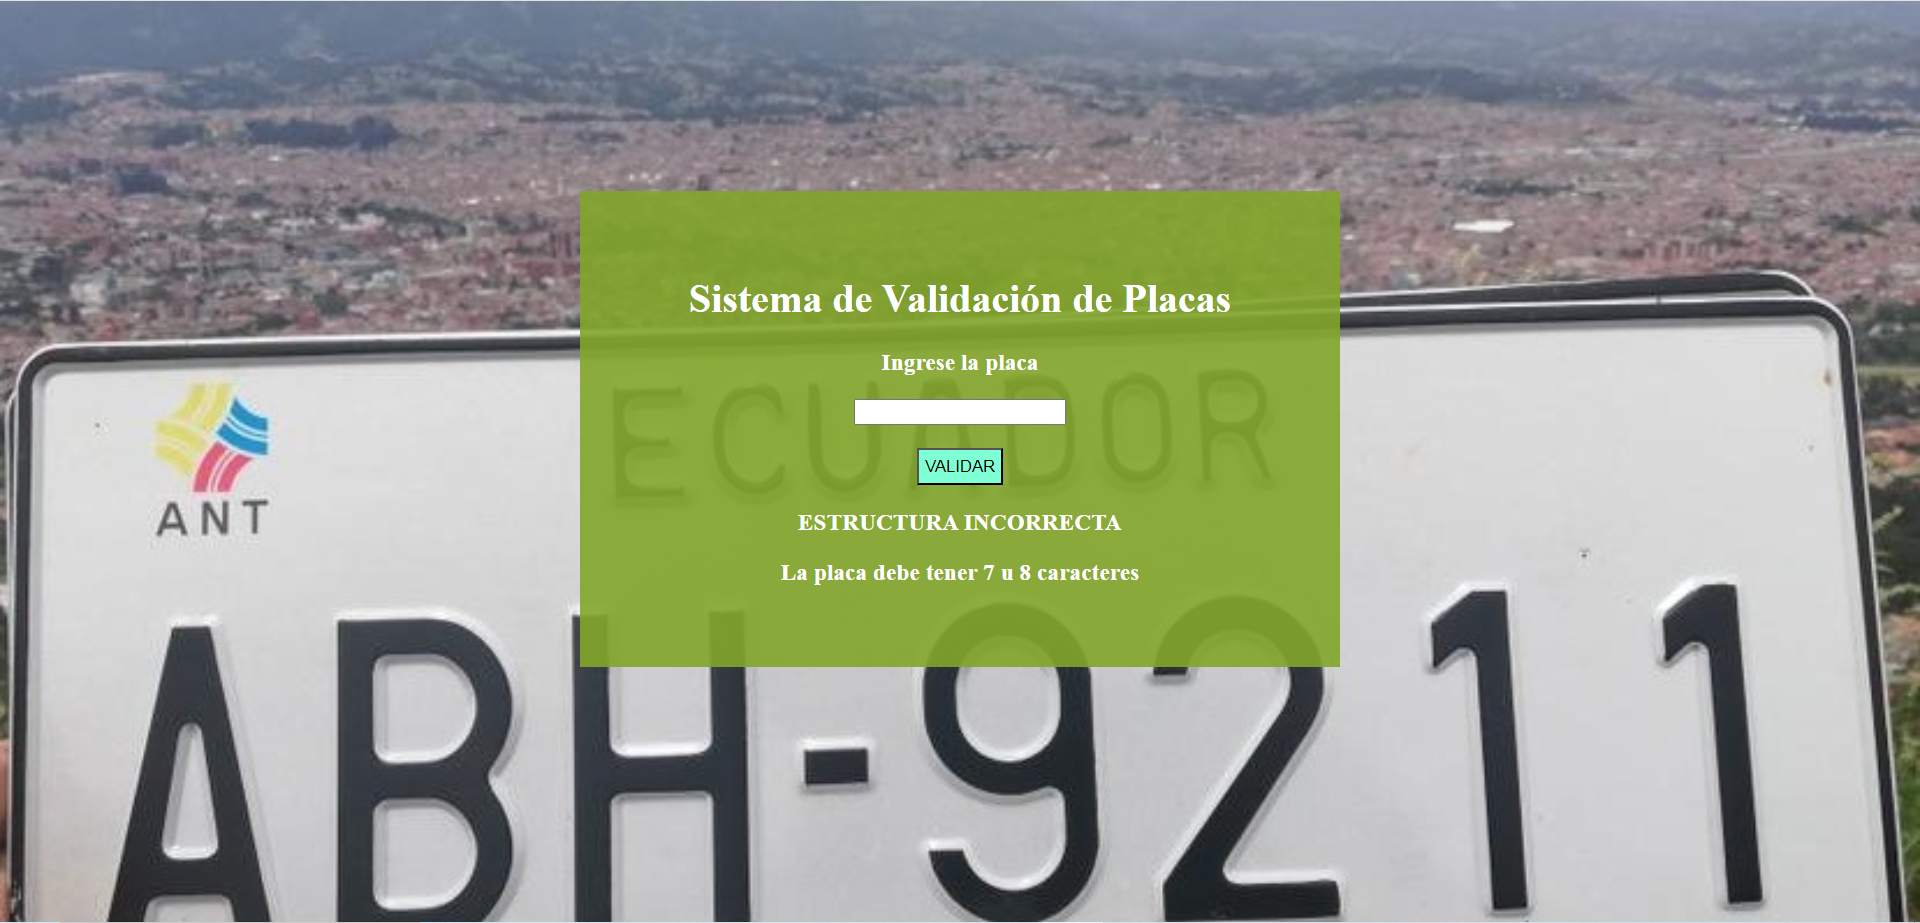 Sistema de Validación de Placas
Ingrese la placa
VALIDAR
ESTRUCTURA INCORRECTA
La placa debe tener 7 u 8 caracteres
ECUADOR
ANT
ABH-9211